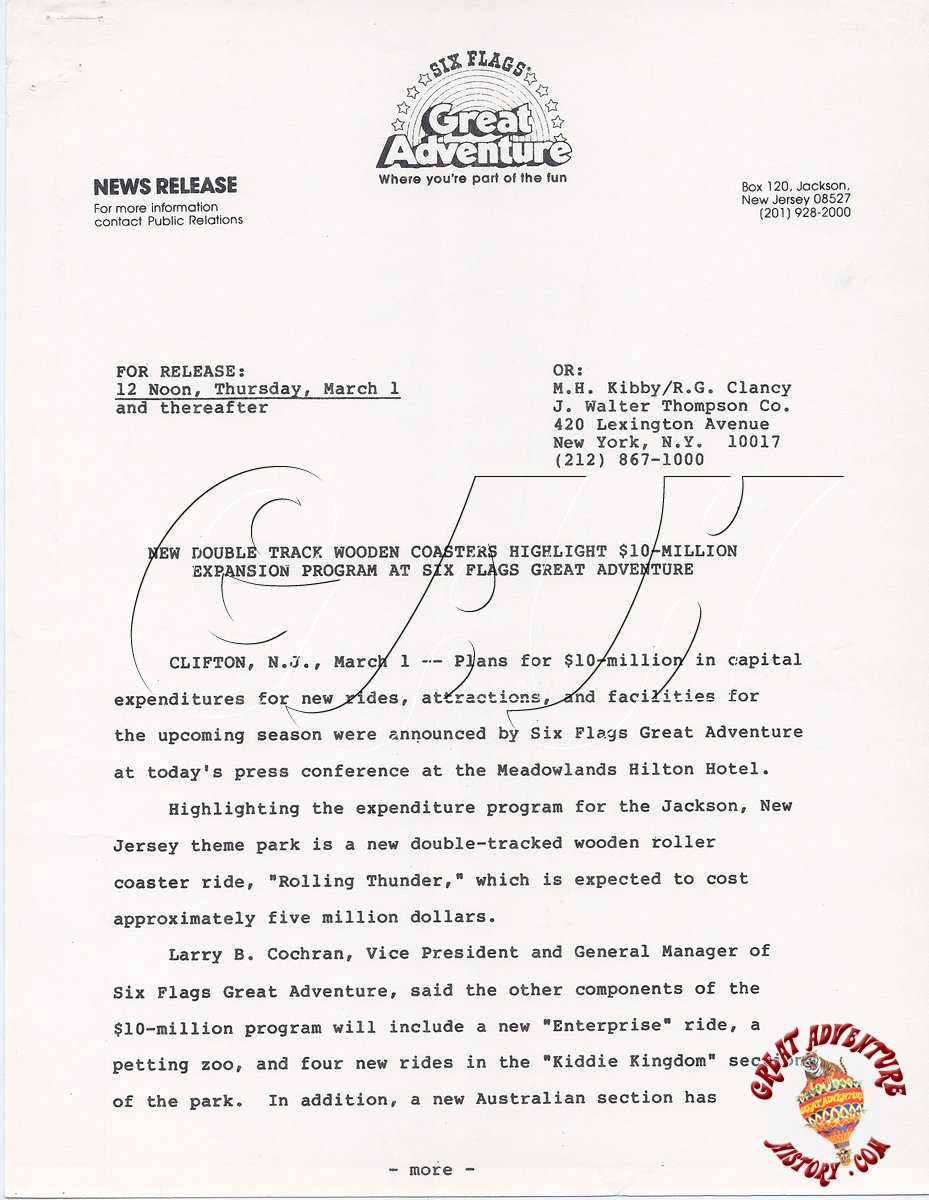 SIX FLAGS®
Great
Adventure
Where you're part of the fun
NEWS RELEASE
For more information
contact Public Relations
Box 120, Jackson,
New Jersey 08527
(201) 928-2000
FOR RELEASE:
12 Noon, Thursday, March 1
and thereafter
OR:
M.H. Kibby/R.G. Clancy
J. Walter Thompson Co.
420 Lexington Avenue
New York, N.Y. 10017
(212) 867-1000
GAH
NEW DOUBLE TRACK WOODEN COASTERS HIGHLIGHT $10-MILLION
EXPANSION PROGRAM AT SIX FLAGS GREAT ADVENTURE
CLIFTON, N.J., March 1 -- Plans for $10-million in capital
expenditures for new rides, attractions, and facilities for
the upcoming season were announced by Six Flags Great Adventure
at today's press conference at the Meadowlands Hilton Hotel.
Highlighting the expenditure program for the Jackson, New
Jersey theme park is a new double-tracked wooden roller
coaster ride, "Rolling Thunder," which is expected to cost
approximately five million dollars.
Larry B. Cochran, Vice President and General Manager of
Six Flags Great Adventure, said the other components of the
$10-million program will include a new "Enterprise" ride, a
petting zoo, and four new rides in the "Kiddie Kingdom" section
of the park. In addition, a new Australian section has
- more -
GREAT ADVENTURE
GREAT ADVENTURE
HISTORY.COM